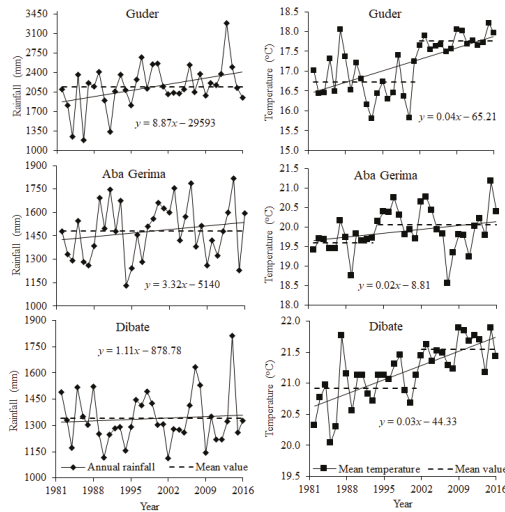 Guder
Rainfall (mm)
3450
3100
2750
2400
2050
1700
1350
1000
y = 8.87x – 29593
Guder
Temperature (°C)
18.5
18.0
17.5
17.0
16.5
16.0
15.5
15.0
y = 0.04x – 65.21
Aba Gerima
Rainfall (mm)
1900
1750
1600
1450
1300
1150
1000
y = 3.32x – 5140
Aba Gerima
Temperature (°C)
21.5
21.0
20.5
20.0
19.5
19.0
18.5
18.0
y = 0.02x – 8.81
Dibate
Rainfall (mm)
1900
1750
1600
1450
1300
1150
1000
y = 1.11x – 878.78
Annual rainfall
Mean value
1981 1988 1995 2002 2009 2016
Year
Dibate
Temperature (°C)
22.0
21.5
21.0
20.5
20.0
19.5
y = 0.03x – 44.33
Mean temperature
Mean value
1981 1988 1995 2002 2009 2016
Year